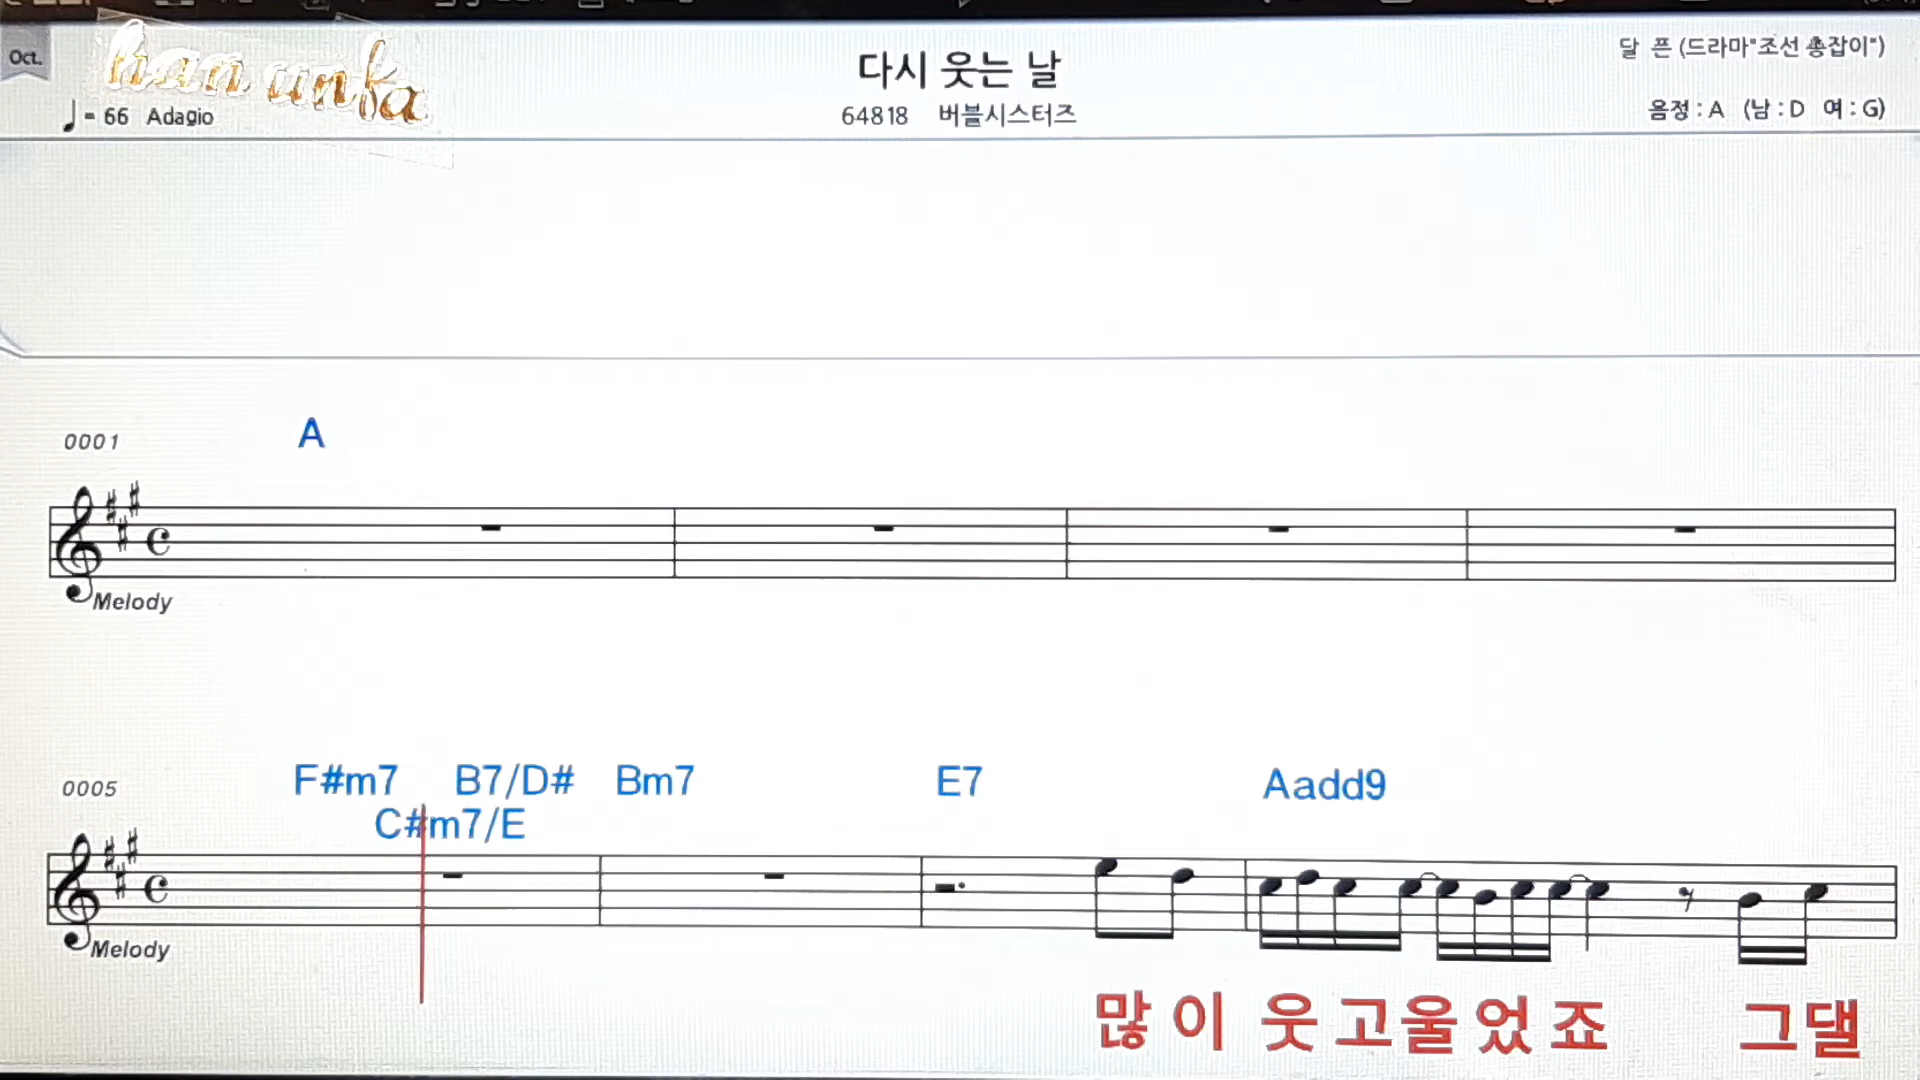 Oct.
han unfa
다시 웃는 날
달 픈 (드라마"조선 총잡이")
♩ = 66 Adagio
64818 버블시스터즈
음정 : A (남 : D 여 : G)
0001
A
Melody
0005
F#m7 B7/D# Bm7 E7 Aadd9
C#m7/E
Melody
많 이 웃 고 울 었 죠 그 댈